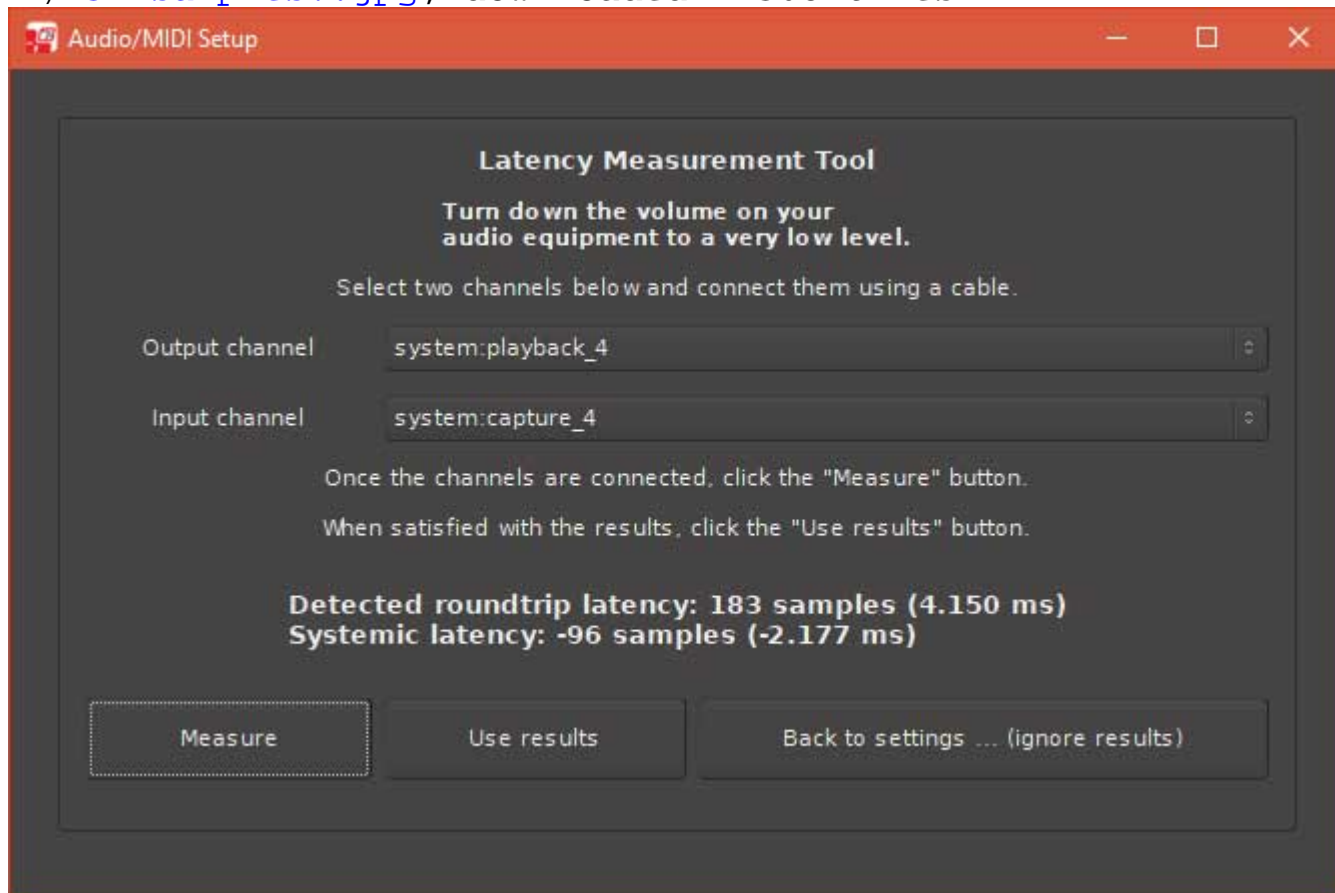 Audio/MIDI Setup
Latency Measurement Tool
Turn down the volume on your
audio equipment to a very low level.
Select two channels below and connect them using a cable.
Output channel system:playback_4
Input channel system:capture_4
Once the channels are connected, click the "Measure" button.
When satisfied with the results, click the "Use results" button.
Detected roundtrip latency: 183 samples (4.150 ms)
Systemic latency: -96 samples (-2.177 ms)
Measure Use results Back to settings ... (ignore results)